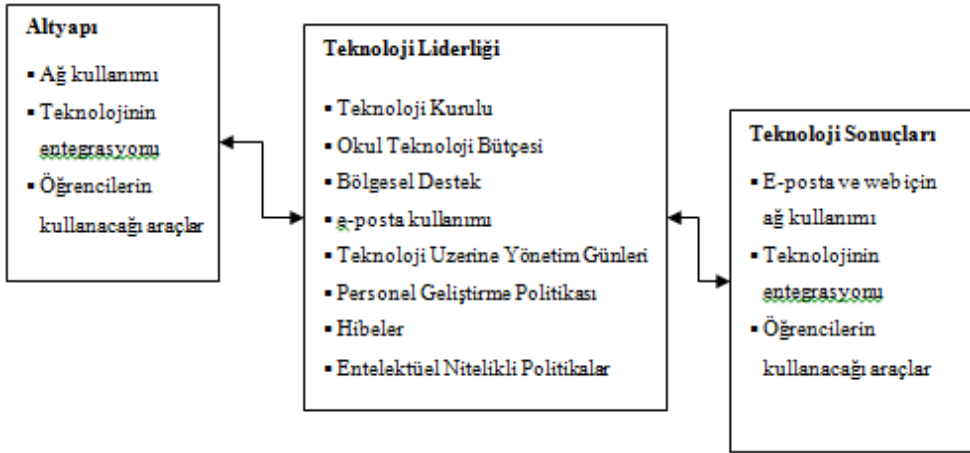 Altyapı
▪ Ağ kullanımı
▪ Teknolojinin
entegrasyonu
▪ Öğrencilerin
kullanacağı araçlar
Teknoloji Liderliği
▪ Teknoloji Kurulu
▪ Okul Teknoloji Bütçesi
▪ Bölgesel Destek
▪ e-posta kullanımı
▪ Teknoloji Uzerine Yönetim Günleri
▪ Personel Geliştirme Politikası
▪ Hibeler
▪ Entelektüel Nitelikli Politikalar
Teknoloji Sonuçları
▪ E-posta ve web için
ağ kullanımı
▪ Teknolojinin
entegrasyonu
▪ Öğrencilerin
kullanacağı araçlar